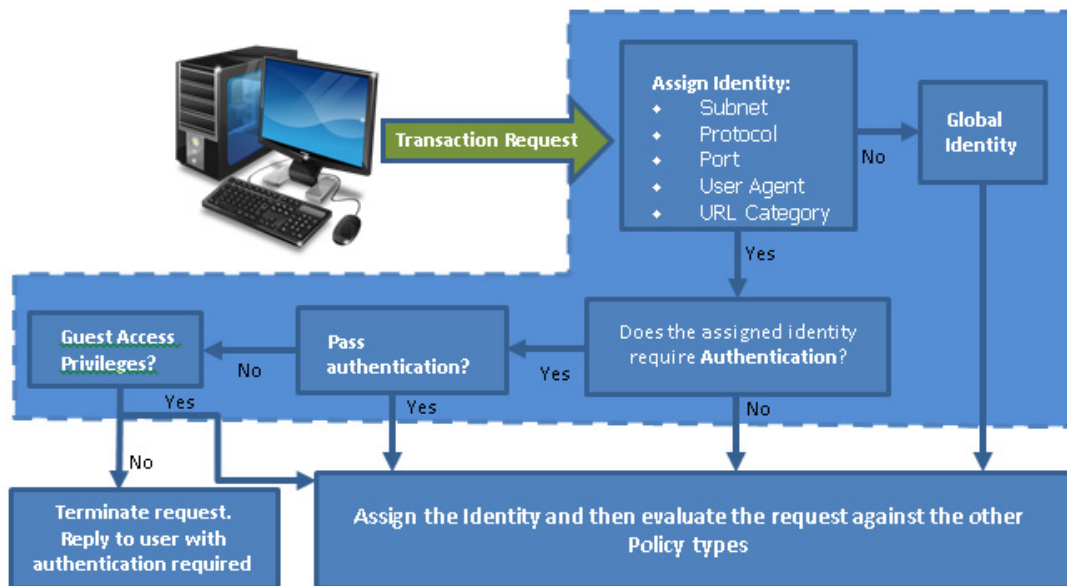 Transaction Request
Assign Identity:
◆ Subnet
◆ Protocol
◆ Port
◆ User Agent
◆ URL Category
No
Global
Identity
Yes
Does the assigned identity
require Authentication?
Yes
Pass
authentication?
No
Guest Access
Privileges?
Yes
Yes
No
No
Terminate request.
Reply to user with
authentication required
Assign the Identity and then evaluate the request against the other
Policy types